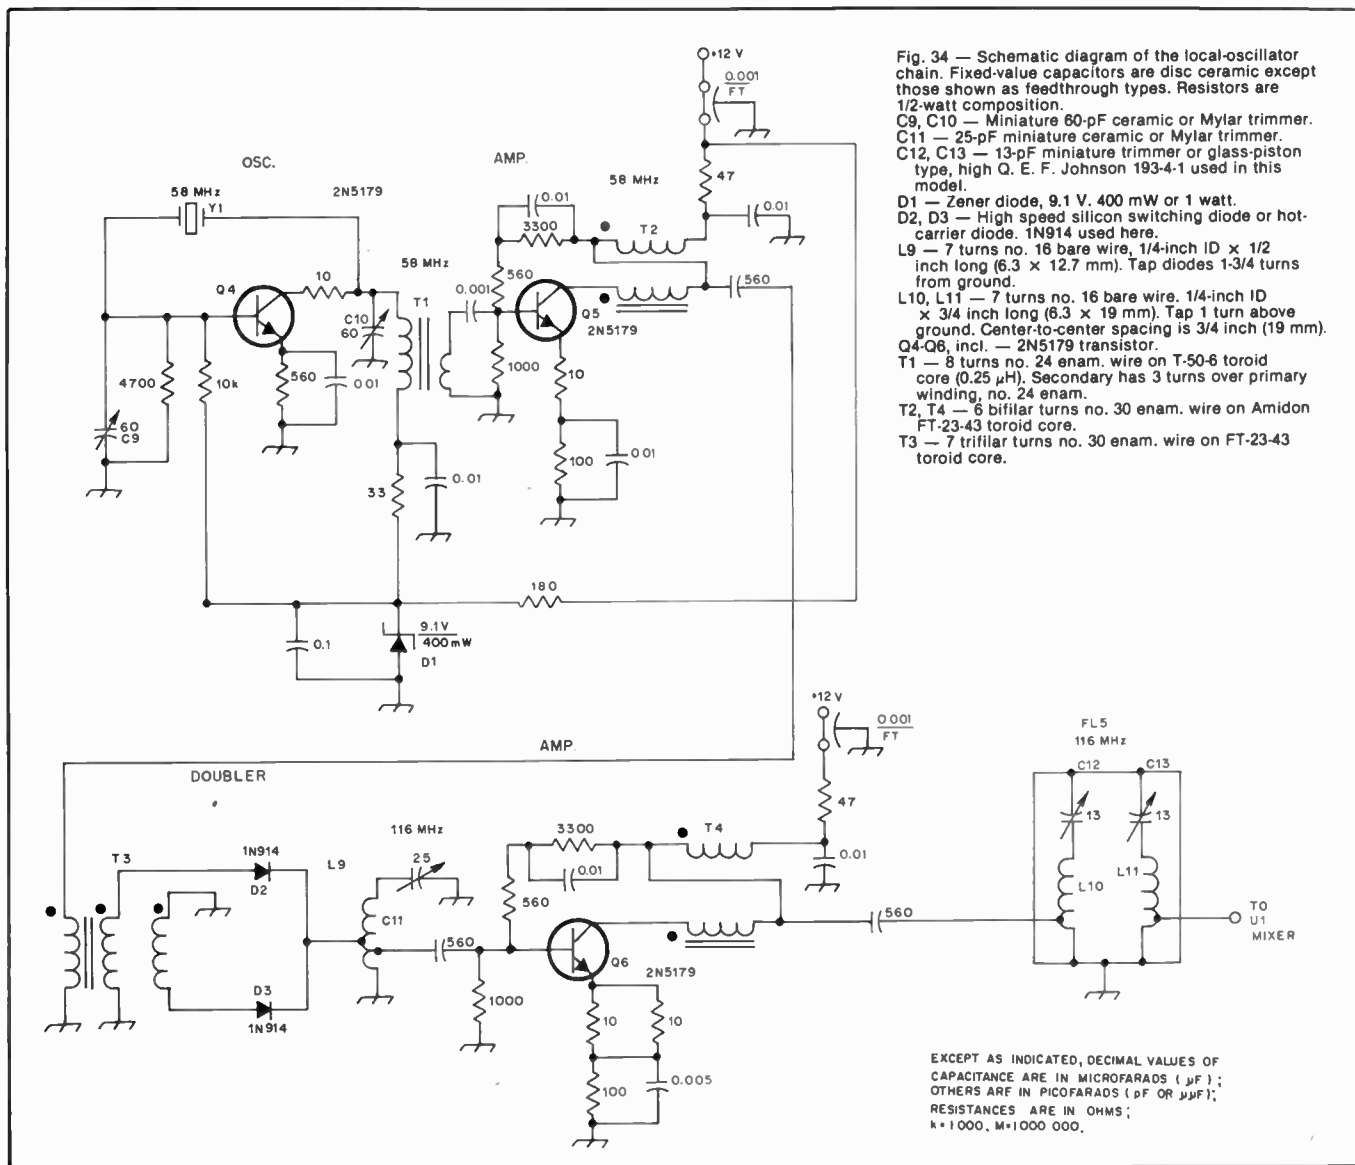 Fig. 34 — Schematic diagram of the local-oscillator
chain. Fixed-value capacitors are disc ceramic except
those shown as feedthrough types. Resistors are
1/2-watt composition.
C9, C10 — Miniature 60-pF ceramic or Mylar trimmer.
C11 — 25-pF miniature ceramic or Mylar trimmer.
C12, C13 — 13-pF miniature trimmer or glass-piston
type, high Q. E. F. Johnson 193-4-1 used in this
model.
D1 — Zener diode, 9.1 V. 400 mW or 1 watt.
D2, D3 — High speed silicon switching diode or hot-
carrier diode. 1N914 used here.
L9 — 7 turns no. 16 bare wire, 1/4-inch ID × 1/2
inch long (6.3 × 12.7 mm). Tap diodes 1-3/4 turns
from ground.
L10, L11 — 7 turns no. 16 bare wire. 1/4-inch ID
× 3/4 inch long (6.3 × 19 mm). Tap 1 turn above
ground. Center-to-center spacing is 3/4 inch (19 mm).
Q4-Q6, incl. — 2N5179 transistor.
T1 — 8 turns no. 24 enam. wire on T-50-6 toroid
core (0.25 μH). Secondary has 3 turns over primary
winding, no. 24 enam.
T2, T4 — 6 bifilar turns no. 30 enam. wire on Amidon
FT-23-43 toroid core.
T3 — 7 trifilar turns no. 30 enam. wire on FT-23-43
toroid core.
+12 V
0.001
FT
OSC.
AMP.
58 MHz
Y1
2N5179
58 MHz
47
0.01
0.01
3300
T2
560
560
10
Q4
58 MHz
T1
0.001
C10
60
Q5
2N5179
4700
10k
560
0.01
1000
10
60
C9
100
0.01
33
0.01
180
0.1
9.1V
400mW
D1
+12 V
0.001
FT
AMP.
DOUBLER
FL5
116 MHz
C12
C13
13
13
L10
L11
TO
U1
MIXER
47
0.01
T4
3300
0.01
116 MHz
25
L9
C11
1N914
D2
T3
560
560
560
Q6
2N5179
D3
1N914
1000
10
10
100
0.005
EXCEPT AS INDICATED, DECIMAL VALUES OF
CAPACITANCE ARE IN MICROFARADS ( μF ) ;
OTHERS ARE IN PICOFARADS ( pF OR μμF);
RESISTANCES ARE IN OHMS ;
k=1000, M=1000 000.